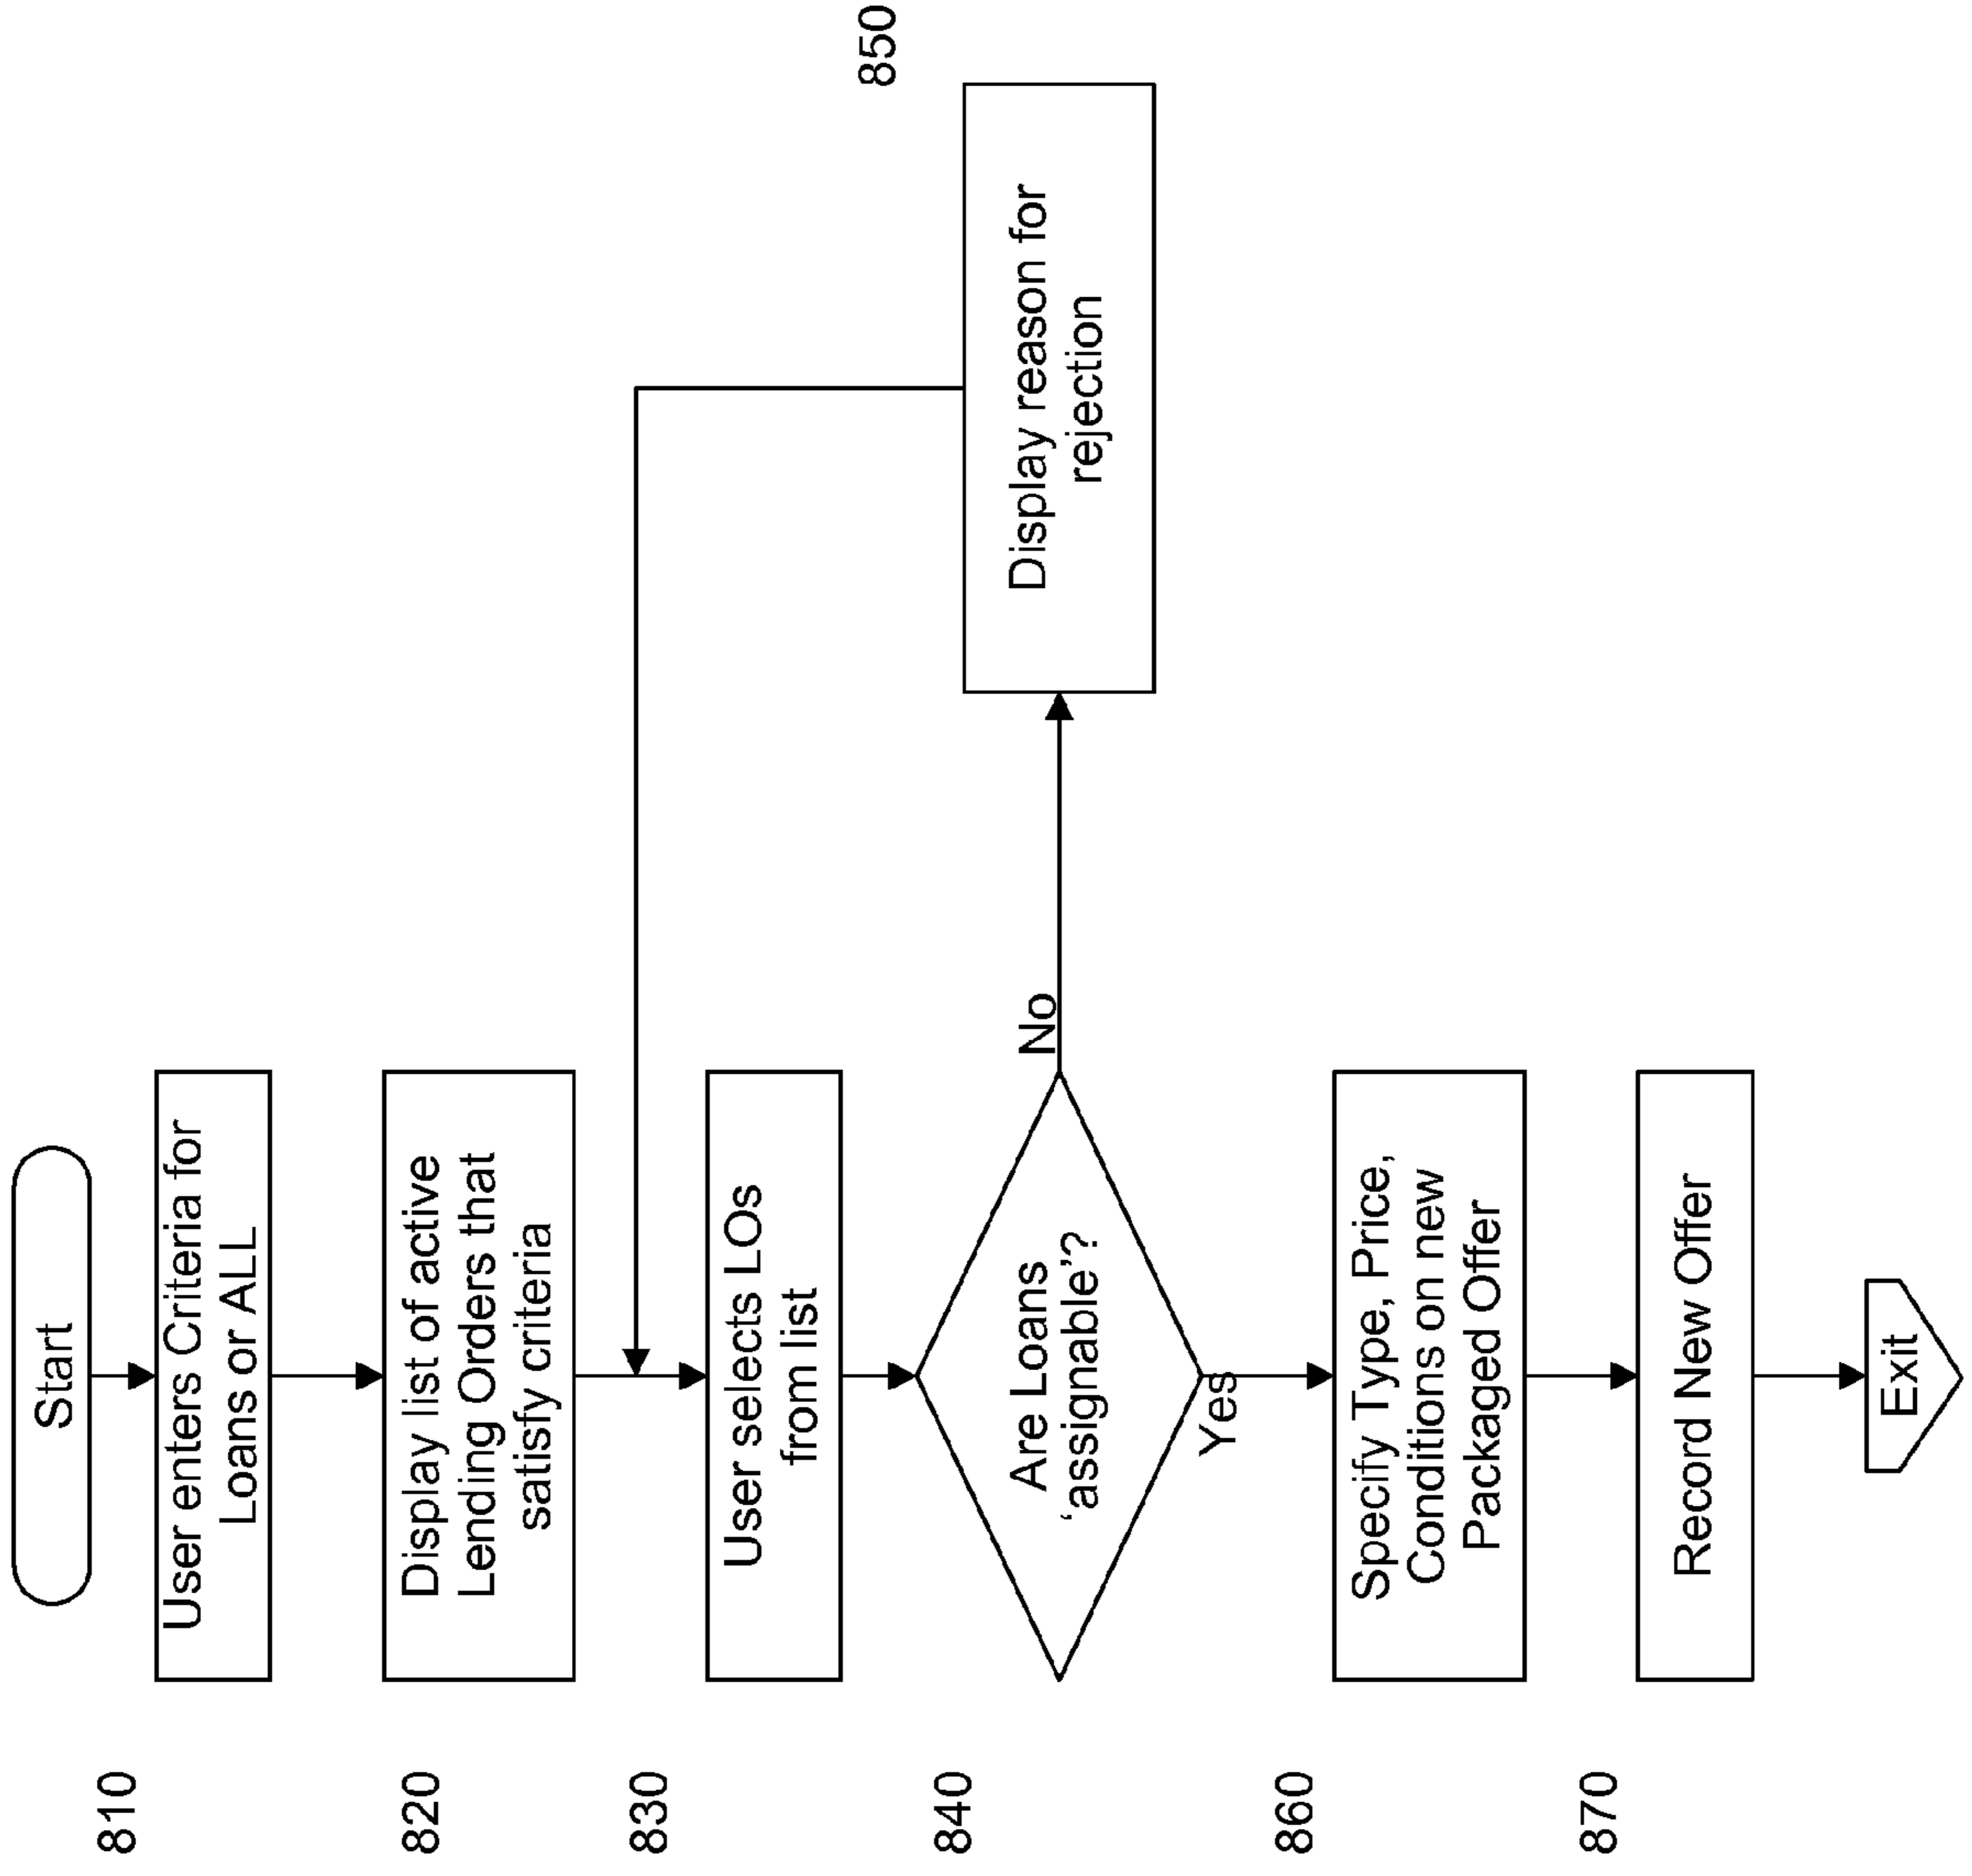 Start
810
User enters Criteria for
Loans or ALL
820
Display list of active
Lending Orders that
satisfy criteria
830
User selects LOs
from list
840
Are Loans
‘assignable’?
No
850
Display reason for
rejection
Yes
860
Specify Type, Price,
Conditions on new
Packaged Offer
870
Record New Offer
Exit